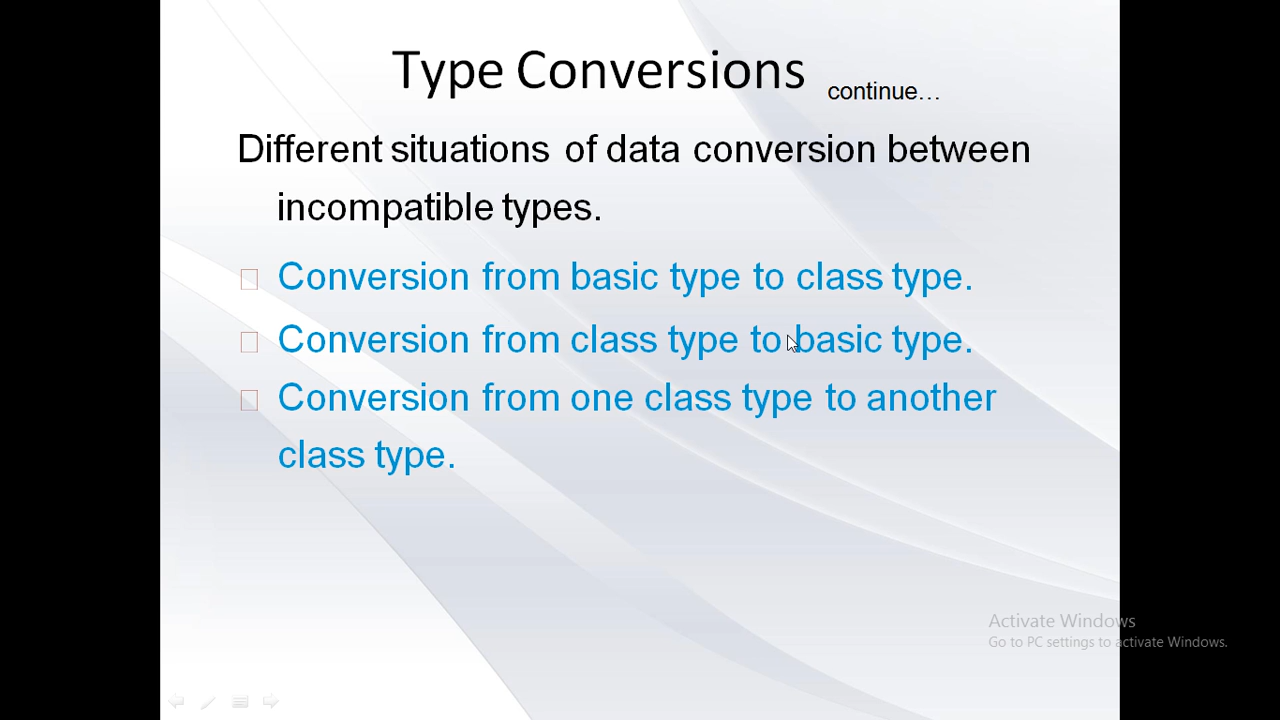 Type Conversions continue…
Different situations of data conversion between
incompatible types.
Conversion from basic type to class type.
Conversion from class type to basic type.
Conversion from one class type to another
class type.
Activate Windows
Go to PC settings to activate Windows.